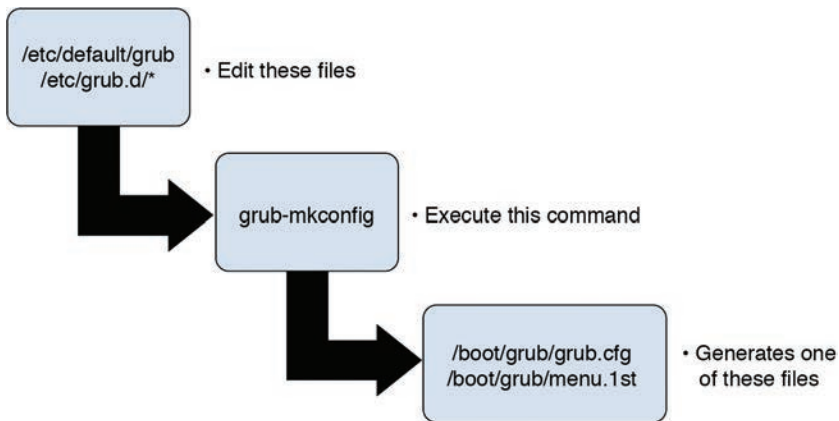 /etc/default/grub
/etc/grub.d/*
• Edit these files
grub-mkconfig
• Execute this command
/boot/grub/grub.cfg
/boot/grub/menu.1st
• Generates one
of these files